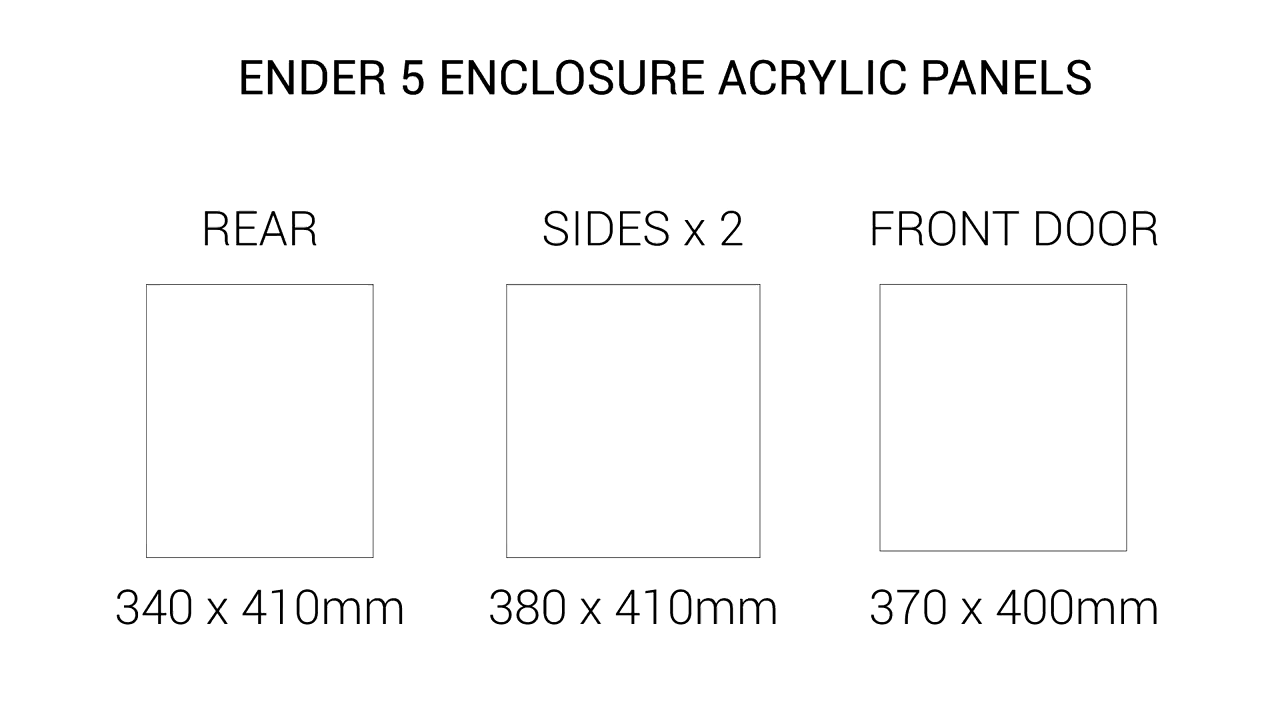 ENDER 5 ENCLOSURE ACRYLIC PANELS
REAR
SIDES x 2
FRONT DOOR
340 x 410mm
380 x 410mm
370 x 400mm